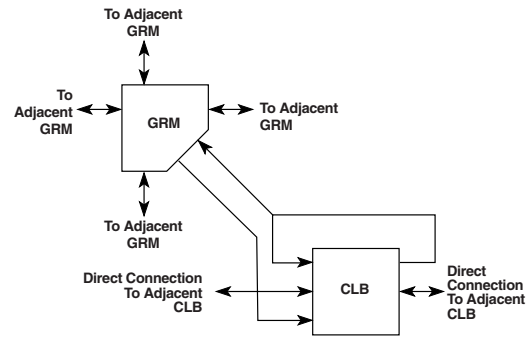 To Adjacent
GRM
To
Adjacent
GRM
GRM
To Adjacent
GRM
To Adjacent
GRM
Direct Connection
To Adjacent
CLB
CLB
Direct
Connection
To Adjacent
CLB